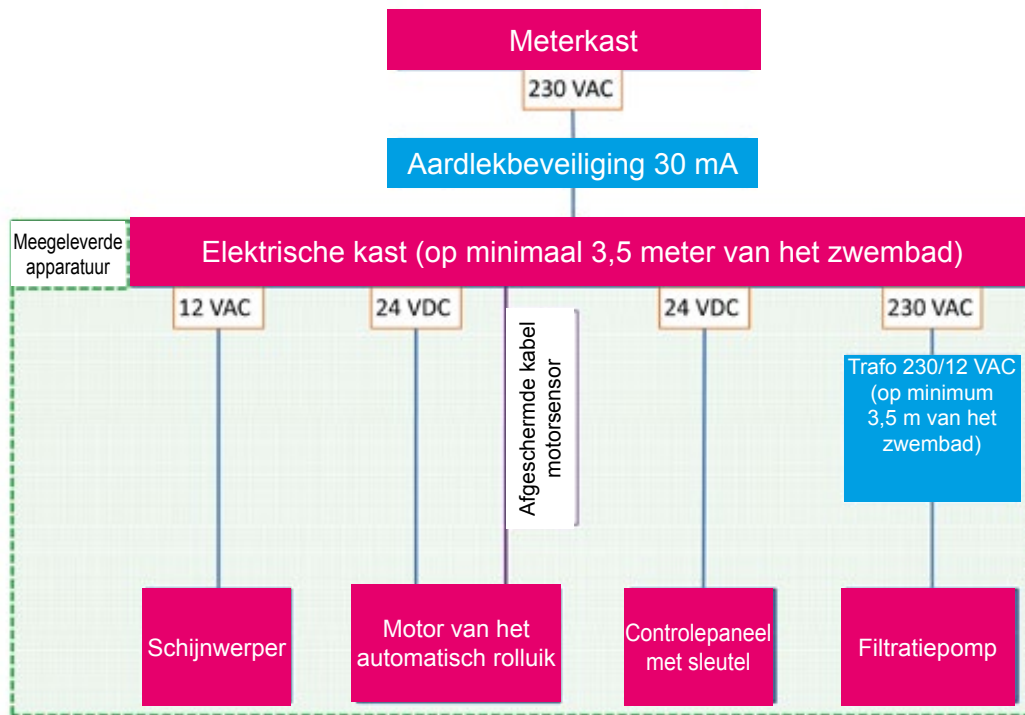 Meterkast
230 VAC
Aardlekbeveiliging 30 mA
Meegeleverde
apparatuur
Elektrische kast (op minimaal 3,5 meter van het zwembad)
12 VAC
24 VDC
Afgeschermde kabel
motorsensor
24 VDC
230 VAC
Trafo 230/12 VAC
(op minimum
3,5 m van het
zwembad)
Schijnwerper
Motor van het
automatisch rolluik
Controlepaneel
met sleutel
Filtratiepomp